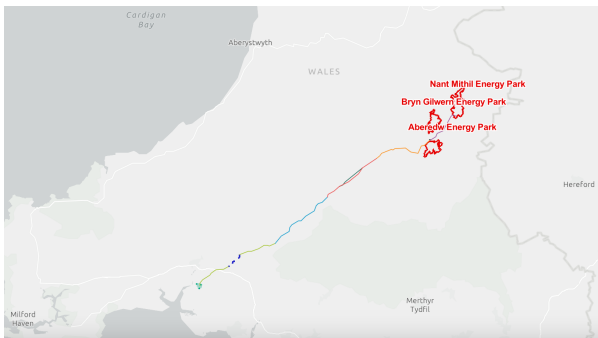 Cardigan
Bay
Aberystwyth
WALES
Nant Mithil Energy Park
Bryn Gilwern Energy Park
Aberedw Energy Park
Hereford
Merthyr
Tydfil
Milford
Haven